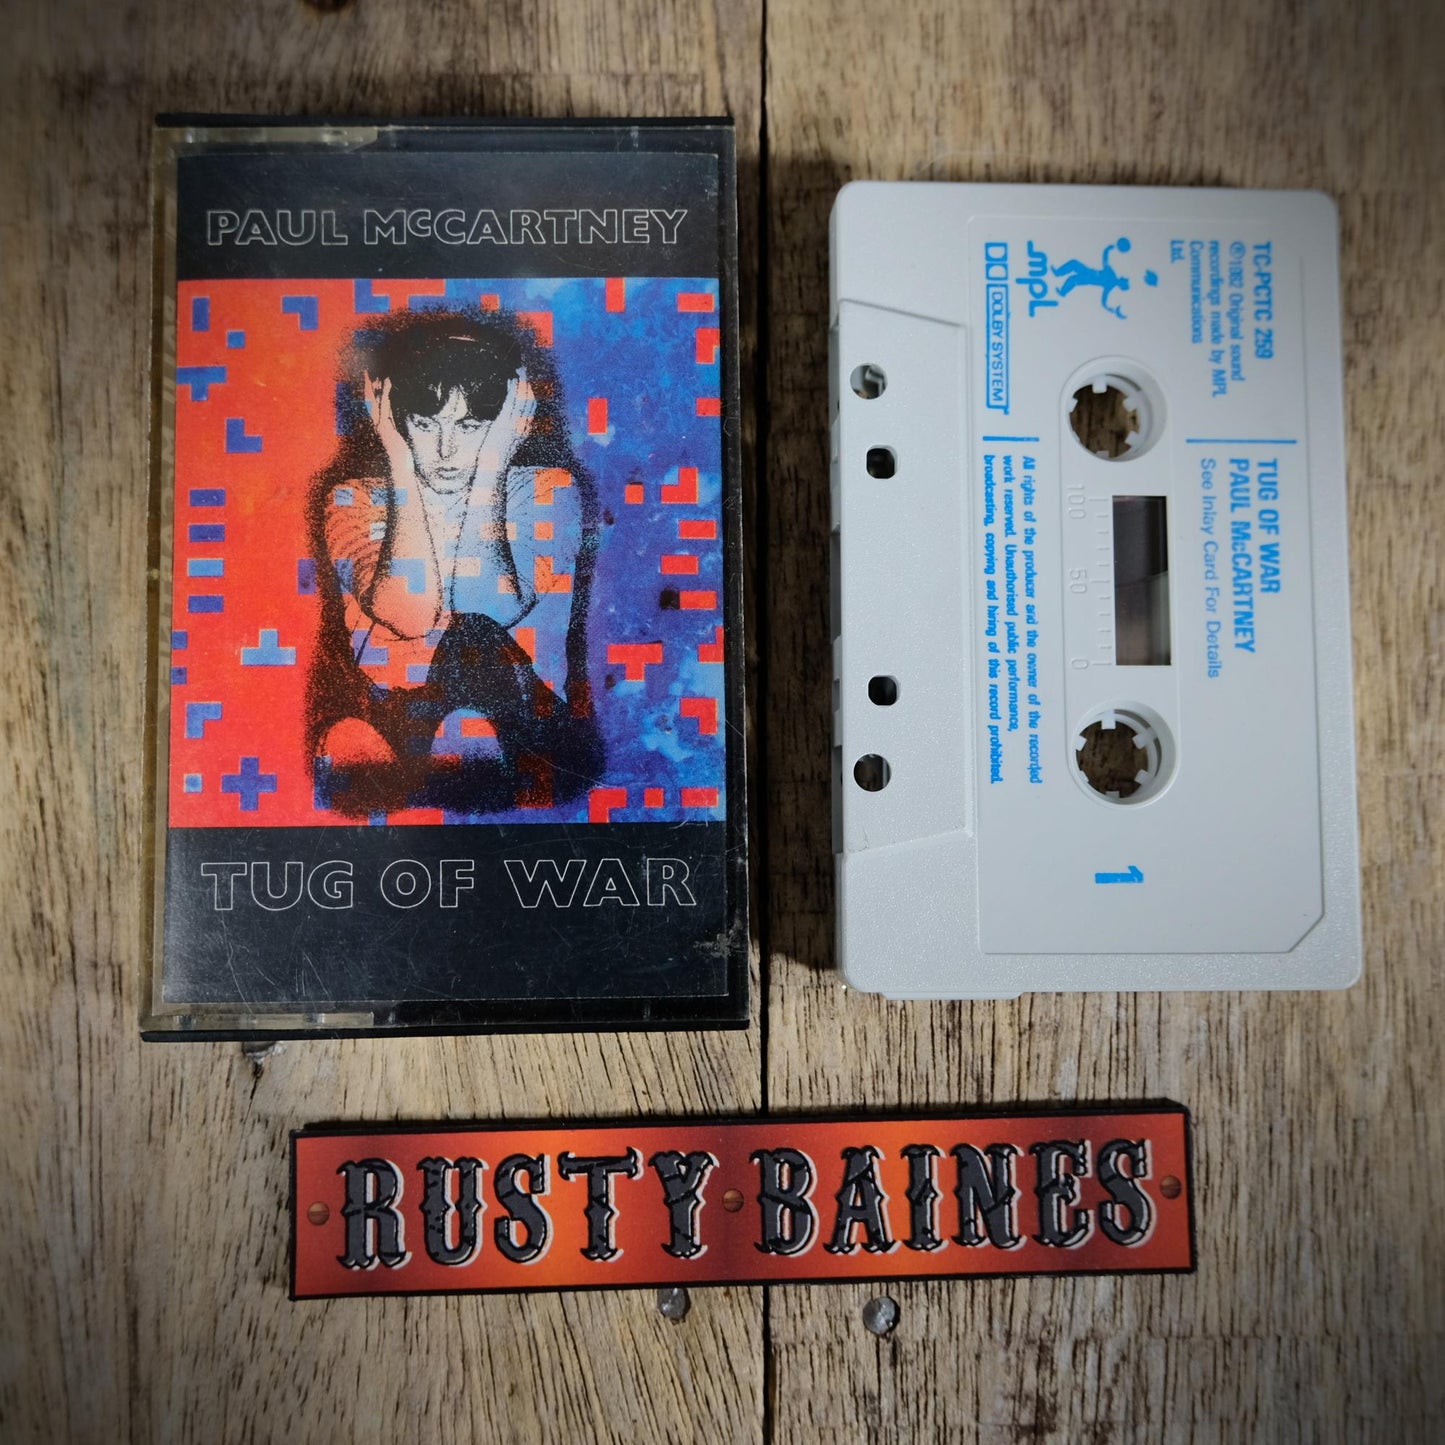 PAUL McCARTNEY
TUG OF WAR
TC-PCTC 259
℗1982 Original sound
recordings made by MPL
Communications
Ltd.
mpl
DOLBY SYSTEM
TUG OF WAR
PAUL McCARTNEY
See Inlay Card For Details
All rights of the producer and the owner of the recorded
work reserved. Unauthorised public performance,
broadcasting, copying and hiring of this record prohibited.
100 50 0
1
RUSTY BAINES